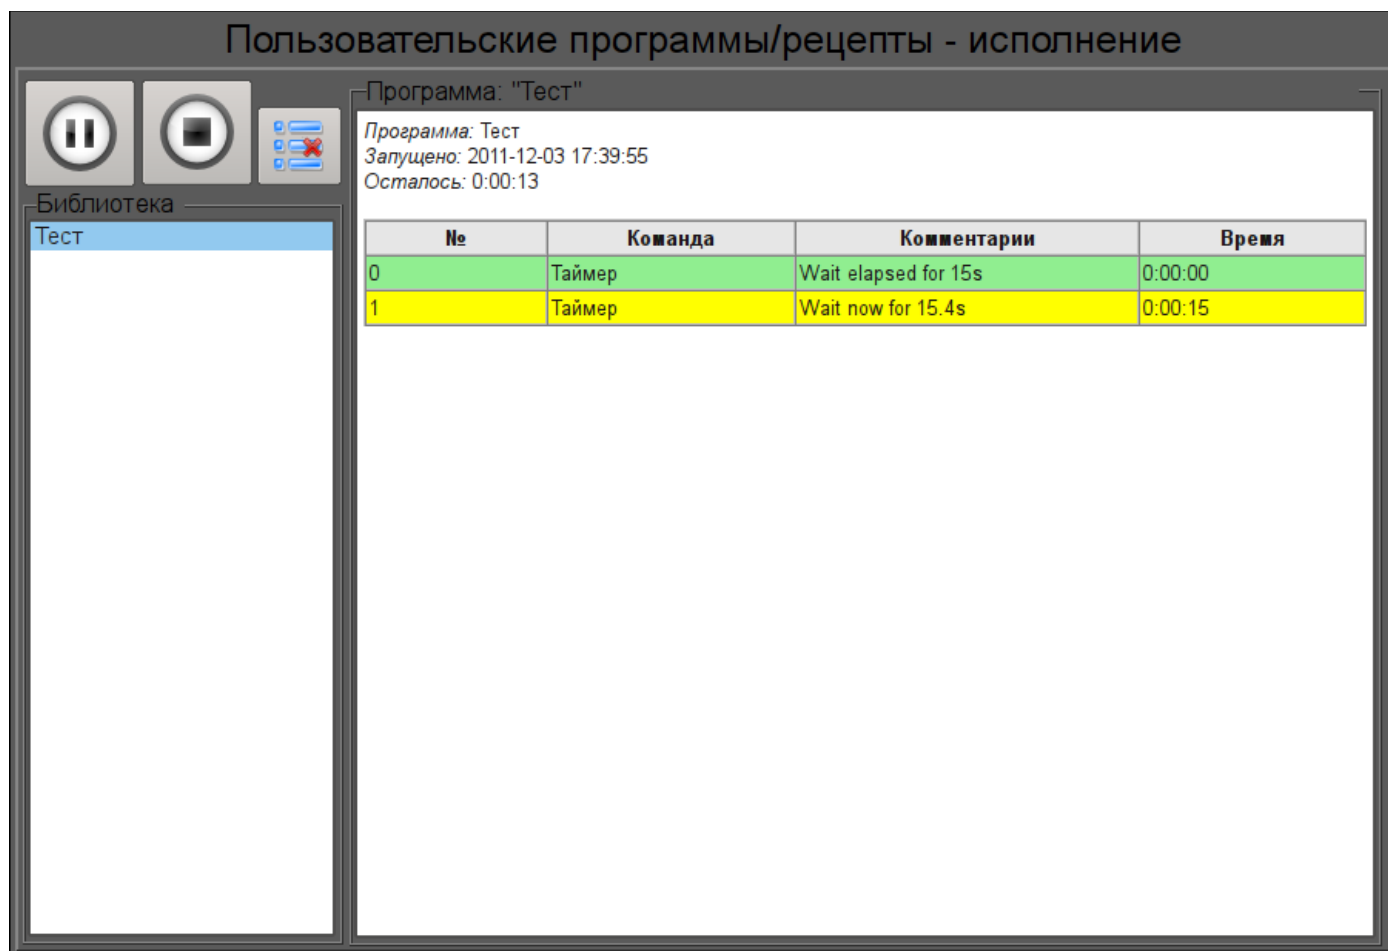 Пользовательские программы/рецепты - исполнение
Библиотека
Тест
Программа: "Тест"
Программа: Тест
Запущено: 2011-12-03 17:39:55
Осталось: 0:00:13
№ Команда Комментарии Время
0 Таймер Wait elapsed for 15s 0:00:00
1 Таймер Wait now for 15.4s 0:00:15